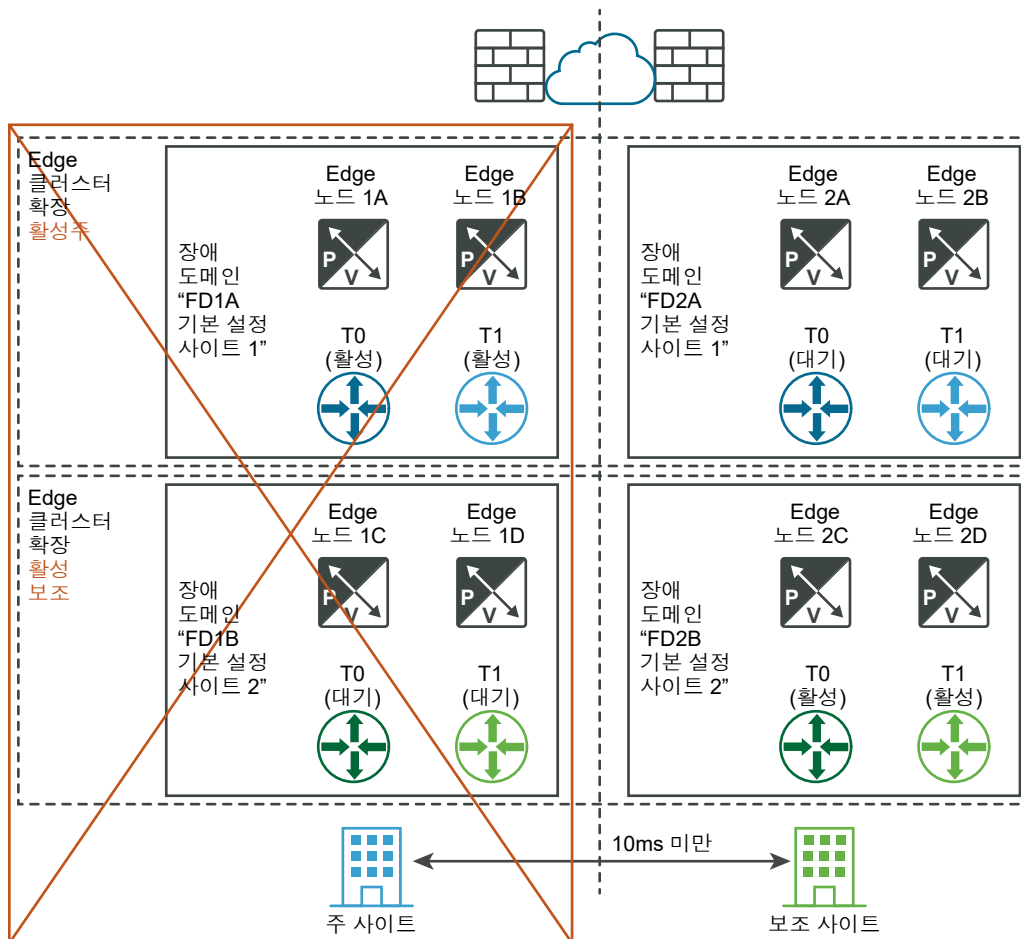 Edge
클러스터
확장
활성주
장애
도메인
“FD1A
기본 설정
사이트 1”
Edge
노드 1A
P
V
T0
(활성)
Edge
노드 1B
P
V
T1
(활성)
장애
도메인
“FD2A
기본 설정
사이트 1”
Edge
노드 2A
P
V
T0
(대기)
Edge
노드 2B
P
V
T1
(대기)
Edge
클러스터
확장
활성
보조
장애
도메인
“FD1B
기본 설정
사이트 2”
Edge
노드 1C
P
V
T0
(대기)
Edge
노드 1D
P
V
T1
(대기)
장애
도메인
“FD2B
기본 설정
사이트 2”
Edge
노드 2C
P
V
T0
(활성)
Edge
노드 2D
P
V
T1
(활성)
10ms 미만
주 사이트
보조 사이트